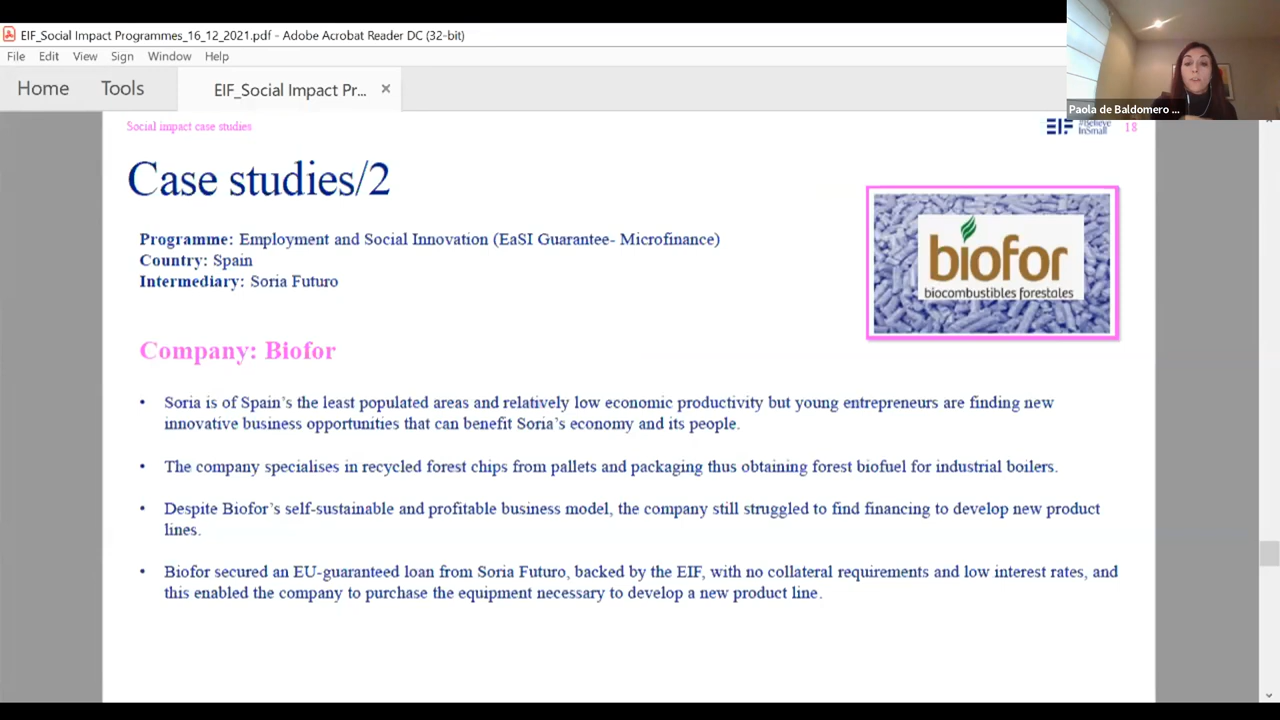 EIF_Social Impact Programmes_16_12_2021.pdf - Adobe Acrobat Reader DC (32-bit)
File Edit View Sign Window Help
Home Tools EIF_Social Impact Pr... ×
Paola de Baldomero ...
Social impact case studies
EIF #BelieveInSmall 18
Case studies/2
Programme: Employment and Social Innovation (EaSI Guarantee- Microfinance)
Country: Spain
Intermediary: Soria Futuro
biofor
biocombustibles forestales
Company: Biofor
• Soria is of Spain's the least populated areas and relatively low economic productivity but young entrepreneurs are finding new
innovative business opportunities that can benefit Soria's economy and its people.
• The company specialises in recycled forest chips from pallets and packaging thus obtaining forest biofuel for industrial boilers.
• Despite Biofor's self-sustainable and profitable business model, the company still struggled to find financing to develop new product
lines.
• Biofor secured an EU-guaranteed loan from Soria Futuro, backed by the EIF, with no collateral requirements and low interest rates, and
this enabled the company to purchase the equipment necessary to develop a new product line.